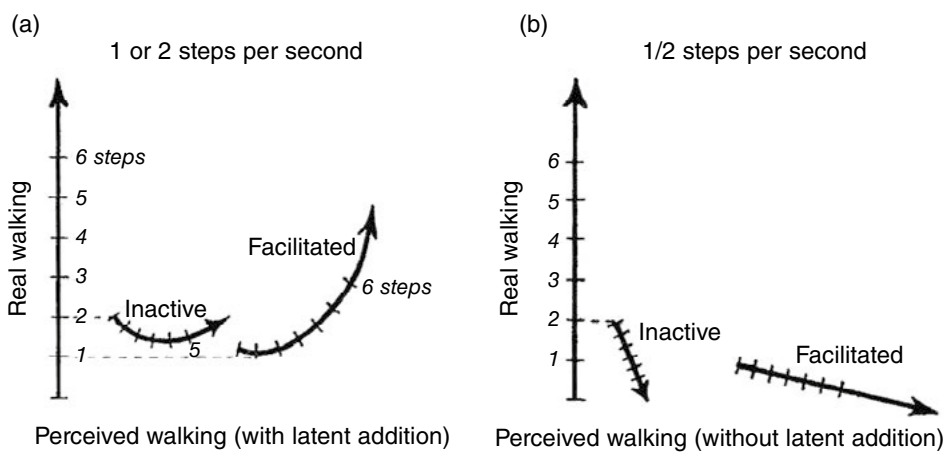 (a)
1 or 2 steps per second
Real walking
6 steps
5
4
3
2
1
Inactive
5
Facilitated
6 steps
Perceived walking (with latent addition)
(b)
1/2 steps per second
Real walking
6
5
4
3
2
1
Inactive
Facilitated
Perceived walking (without latent addition)